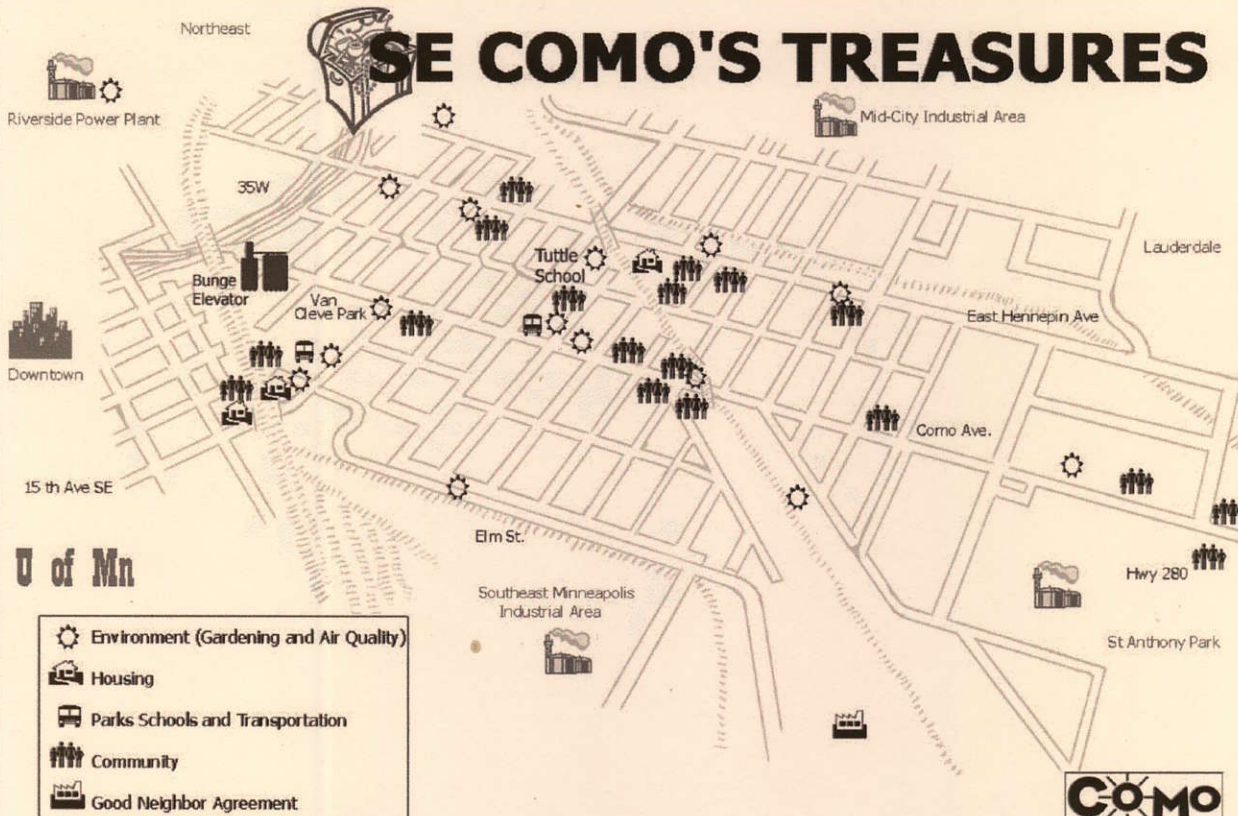 Northeast
SE COMO'S TREASURES
Riverside Power Plant
Mid-City Industrial Area
35W
Lauderdale
Tuttle
School
Bunge
Elevator
Van
Cleve Park
East Hennepin Ave
Downtown
Como Ave.
15 th Ave SE
Elm St.
U of Mn
Hwy 280
Southeast Minneapolis
Industrial Area
St Anthony Park
Environment (Gardening and Air Quality)
Housing
Parks Schools and Transportation
Community
Good Neighbor Agreement
COMO